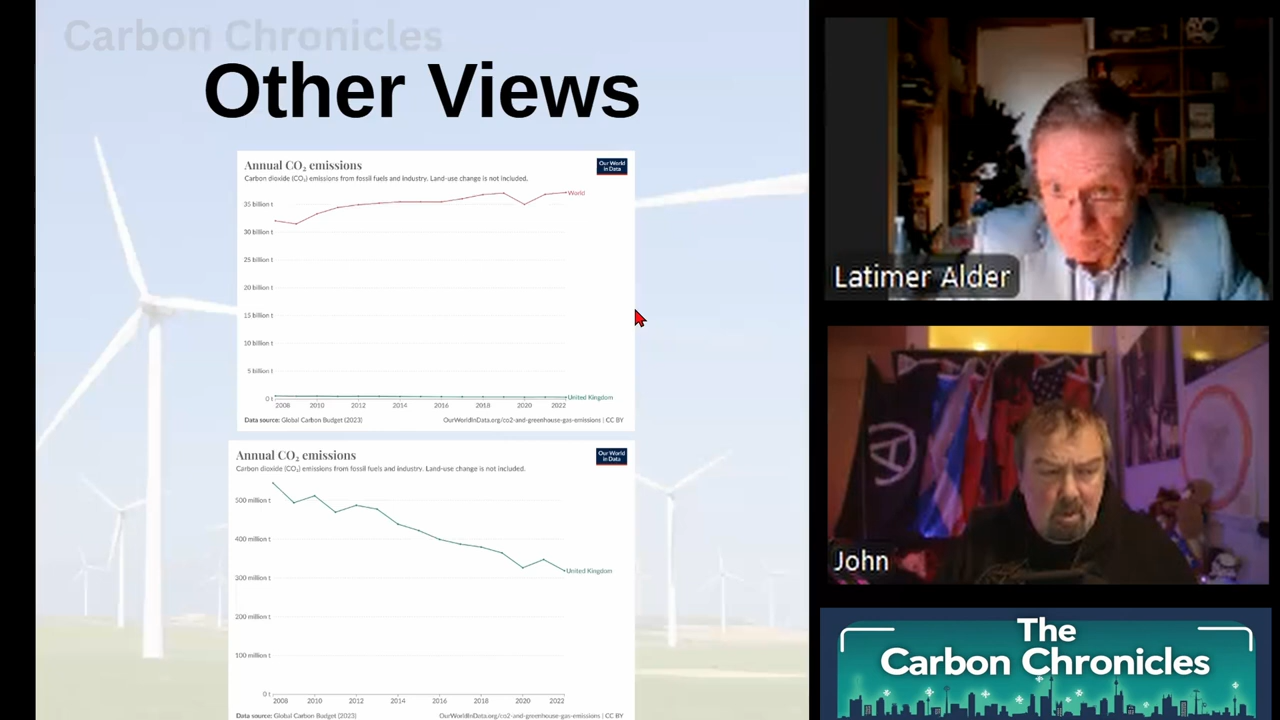 Carbon Chronicles
Other Views
Annual CO₂ emissions
Our World
in Data
Carbon dioxide (CO₂) emissions from fossil fuels and industry. Land-use change is not included.
World
35 billion t
30 billion t
25 billion t
20 billion t
15 billion t
10 billion t
5 billion t
0 t
United Kingdom
2008 2010 2012 2014 2016 2018 2020 2022
Data source: Global Carbon Budget (2023)
OurWorldInData.org/co2-and-greenhouse-gas-emissions | CC BY
Annual CO₂ emissions
Our World
in Data
Carbon dioxide (CO₂) emissions from fossil fuels and industry. Land-use change is not included.
500 million t
400 million t
United Kingdom
300 million t
200 million t
100 million t
0 t
2008 2010 2012 2014 2016 2018 2020 2022
Data source: Global Carbon Budget (2023)
OurWorldInData.org/co2-and-greenhouse-gas-emissions | CC BY
Latimer Alder
John
The
Carbon Chronicles